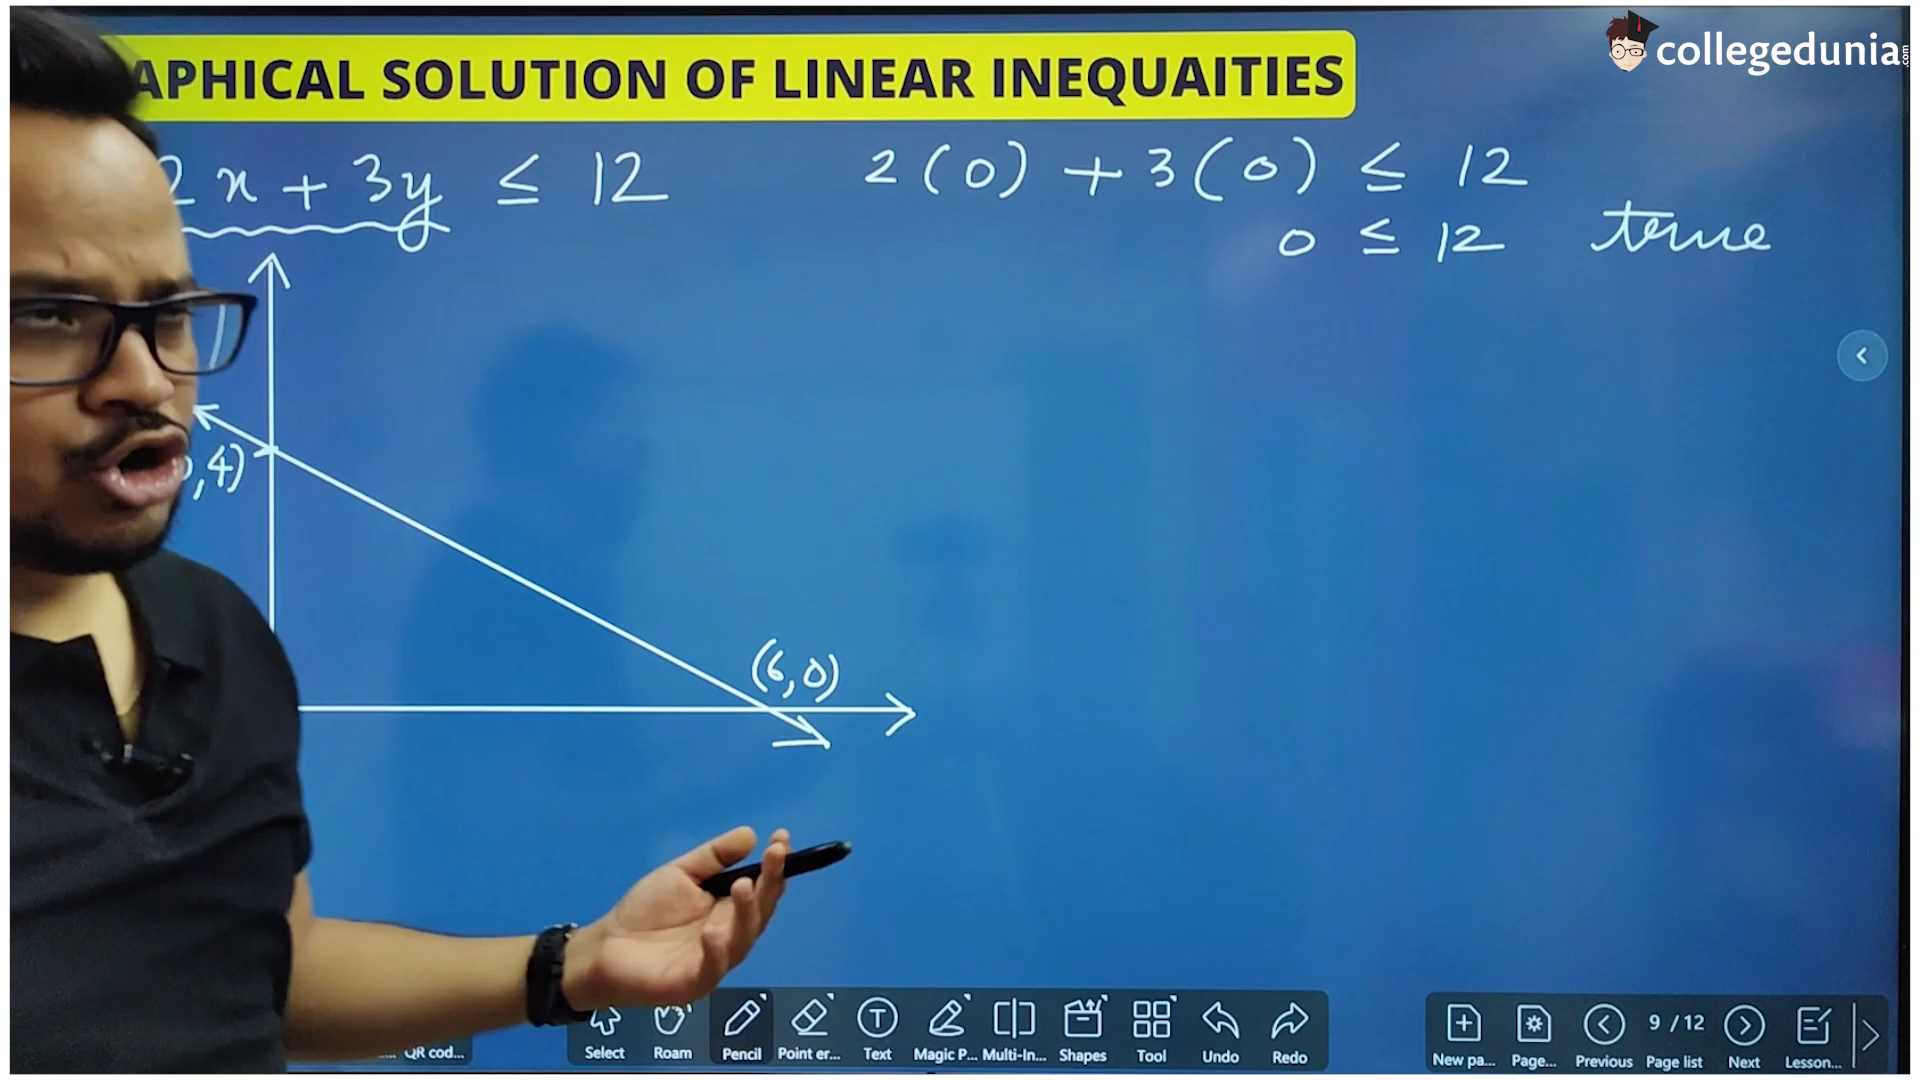 collegedunia
.com
APHICAL SOLUTION OF LINEAR INEQUAITIES
2x + 3y ≤ 12
2(0) + 3(0) ≤ 12
0 ≤ 12 true
,4)
(6,0)
QR cod...
Select Roam Pencil Point er... Text Magic P... Multi-In... Shapes Tool Undo Redo
9 /12
New pa... Page... Previous Page list Next Lesson...